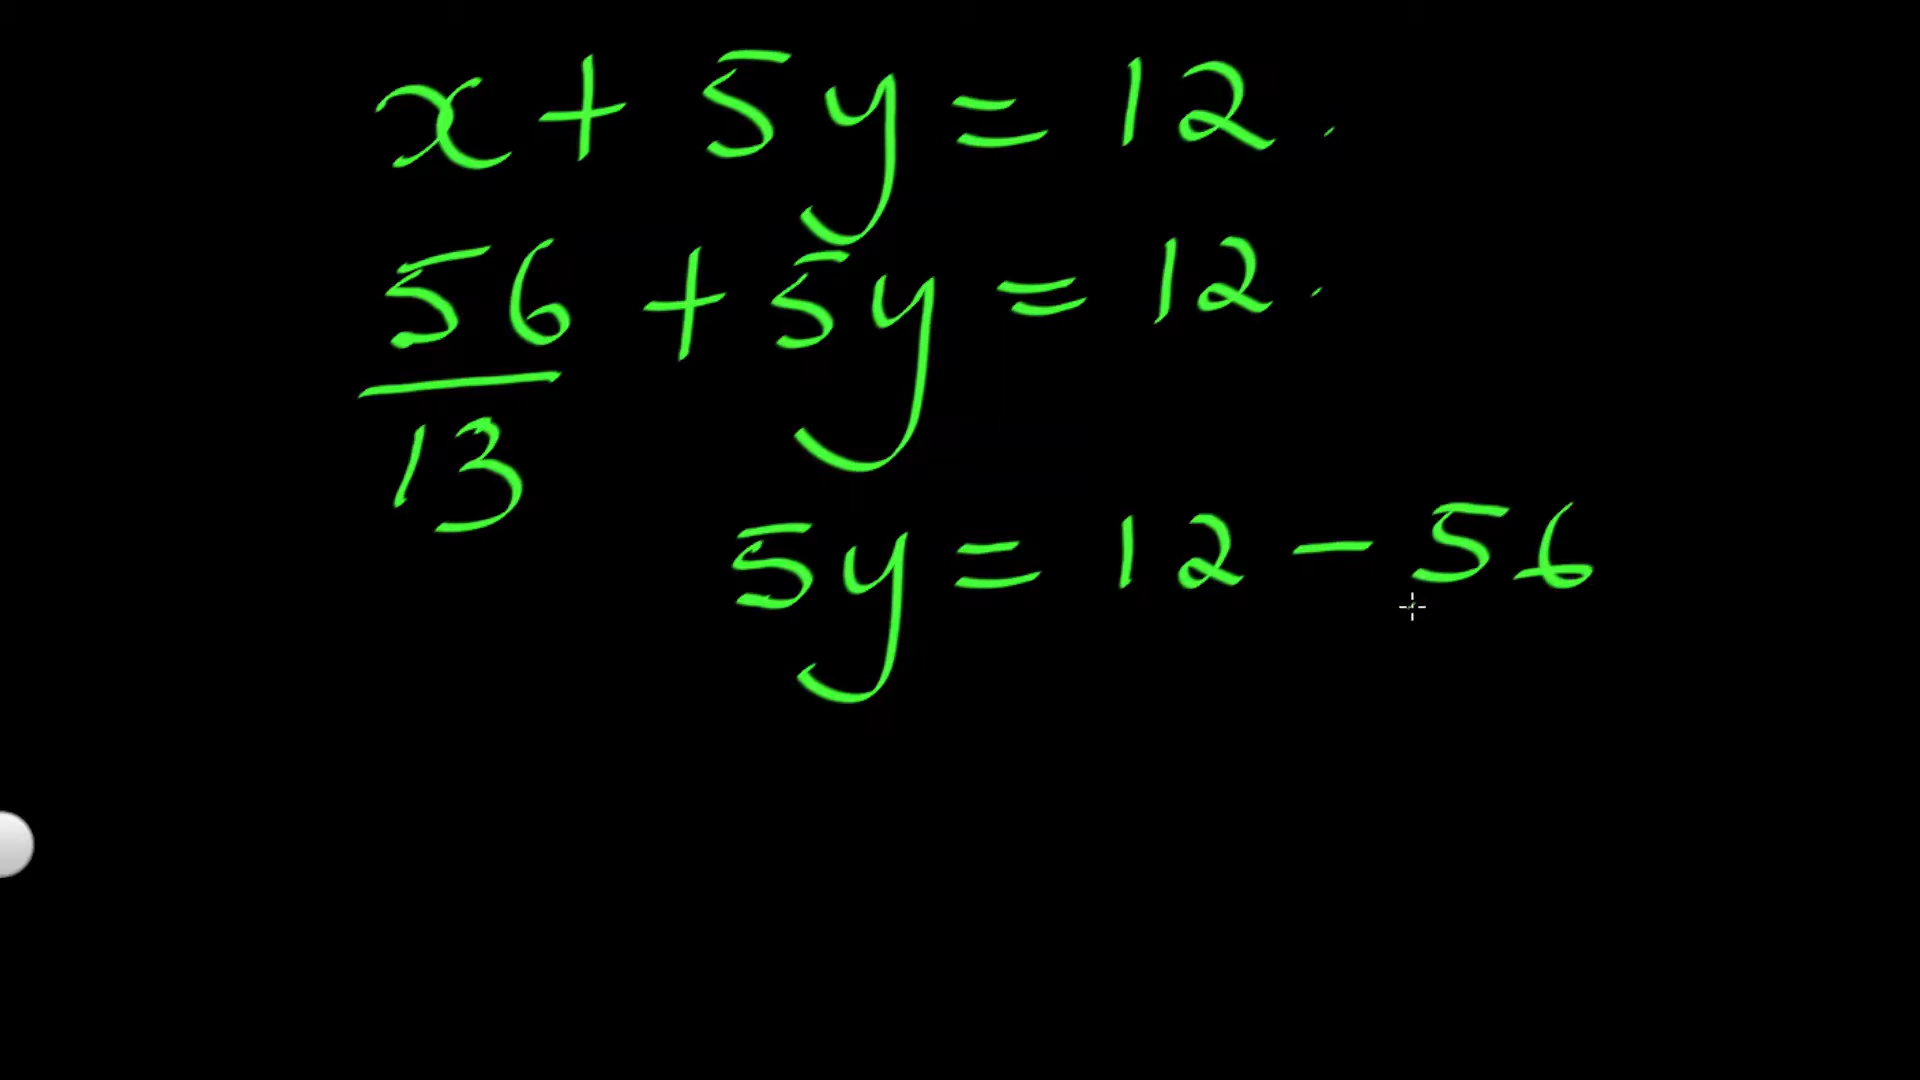 x + 5y = 12.
56/13 + 5y = 12.
5y = 12 - 56